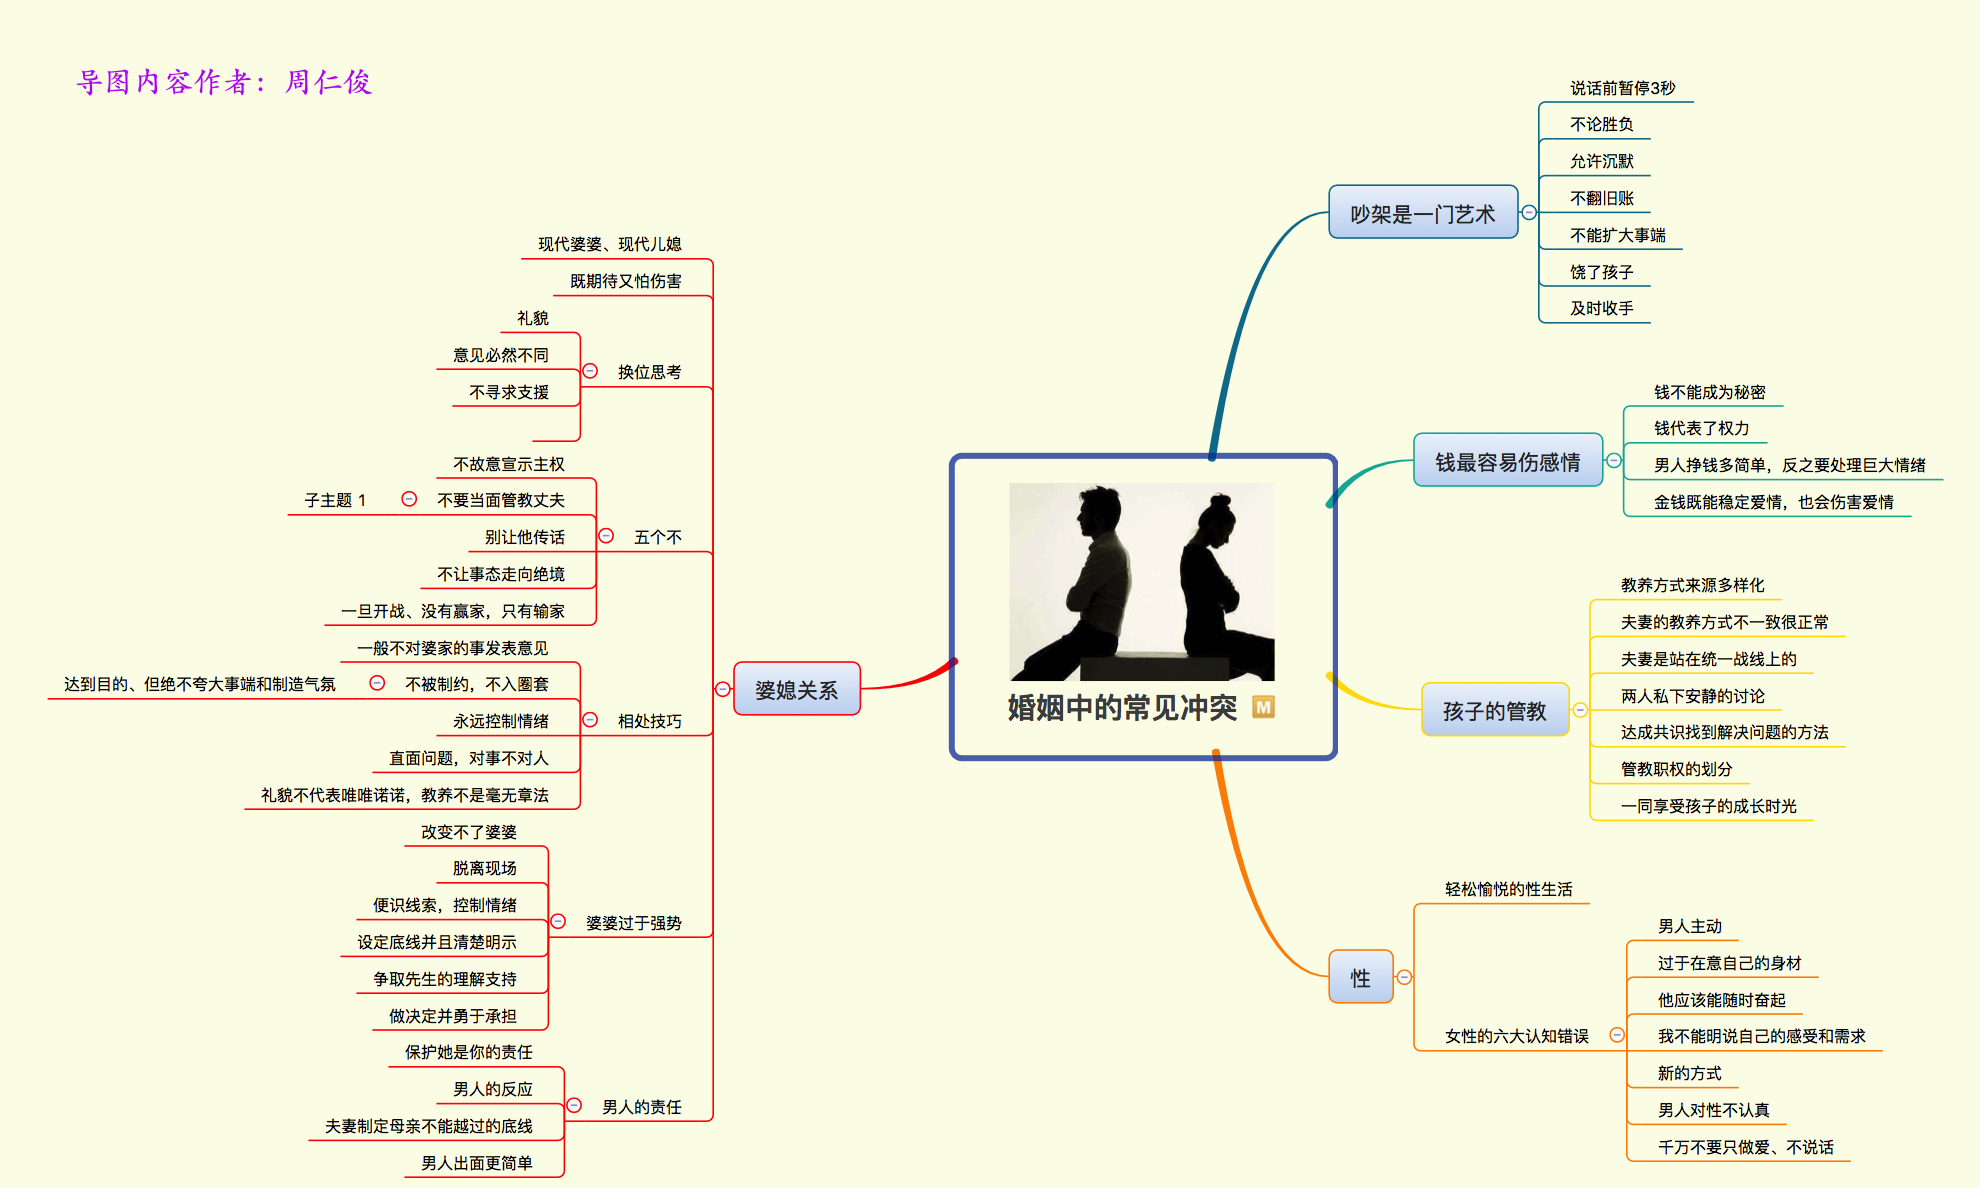 导图内容作者：周仁俊
婚姻中的常见冲突 M
吵架是一门艺术
说话前暂停3秒
不论胜负
允许沉默
不翻旧账
不能扩大事端
饶了孩子
及时收手
钱最容易伤感情
钱不能成为秘密
钱代表了权力
男人挣钱多简单，反之要处理巨大情绪
金钱既能稳定爱情，也会伤害爱情
孩子的管教
教养方式来源多样化
夫妻的教养方式不一致很正常
夫妻是站在统一战线上的
两人私下安静的讨论
达成共识找到解决问题的方法
管教职权的划分
一同享受孩子的成长时光
性
轻松愉悦的性生活
女性的六大认知错误
男人主动
过于在意自己的身材
他应该能随时奋起
我不能明说自己的感受和需求
新的方式
男人对性不认真
千万不要只做爱、不说话
婆媳关系
现代婆婆、现代儿媳
既期待又怕伤害
换位思考
礼貌
意见必然不同
不寻求支援
五个不
不故意宣示主权
不要当面管教丈夫
子主题 1
别让他传话
不让事态走向绝境
一旦开战、没有赢家，只有输家
相处技巧
一般不对婆家的事发表意见
不被制约，不入圈套
达到目的、但绝不夸大事端和制造气氛
永远控制情绪
直面问题，对事不对人
礼貌不代表唯唯诺诺，教养不是毫无章法
婆婆过于强势
改变不了婆婆
脱离现场
便识线索，控制情绪
设定底线并且清楚明示
争取先生的理解支持
做决定并勇于承担
男人的责任
保护她是你的责任
男人的反应
夫妻制定母亲不能越过的底线
男人出面更简单